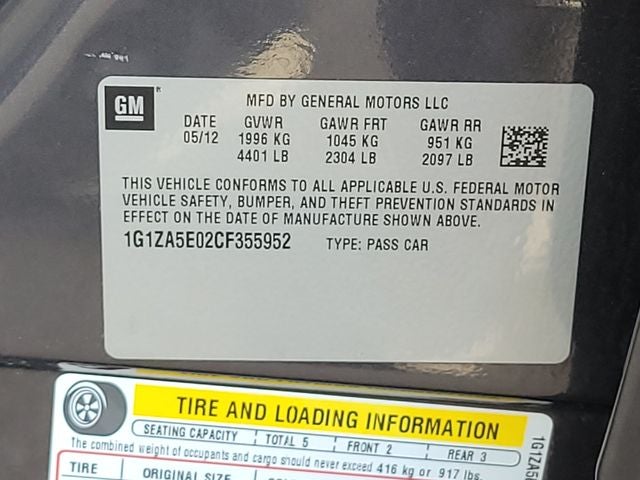 GM
MFD BY GENERAL MOTORS LLC
DATE GVWR GAWR FRT GAWR RR
05/12 1996 KG 1045 KG 951 KG
4401 LB 2304 LB 2097 LB
THIS VEHICLE CONFORMS TO ALL APPLICABLE U.S. FEDERAL MOTOR
VEHICLE SAFETY, BUMPER, AND THEFT PREVENTION STANDARDS IN
EFFECT ON THE DATE OF MANUFACTURE SHOWN ABOVE.
1G1ZA5E02CF355952 TYPE: PASS CAR
TIRE AND LOADING INFORMATION
SEATING CAPACITY TOTAL 5 FRONT 2 REAR 3
The combined weight of occupants and cargo should never exceed 416 kg or 917 lbs.
TIRE ORIGINAL SIZE
1G1ZA5